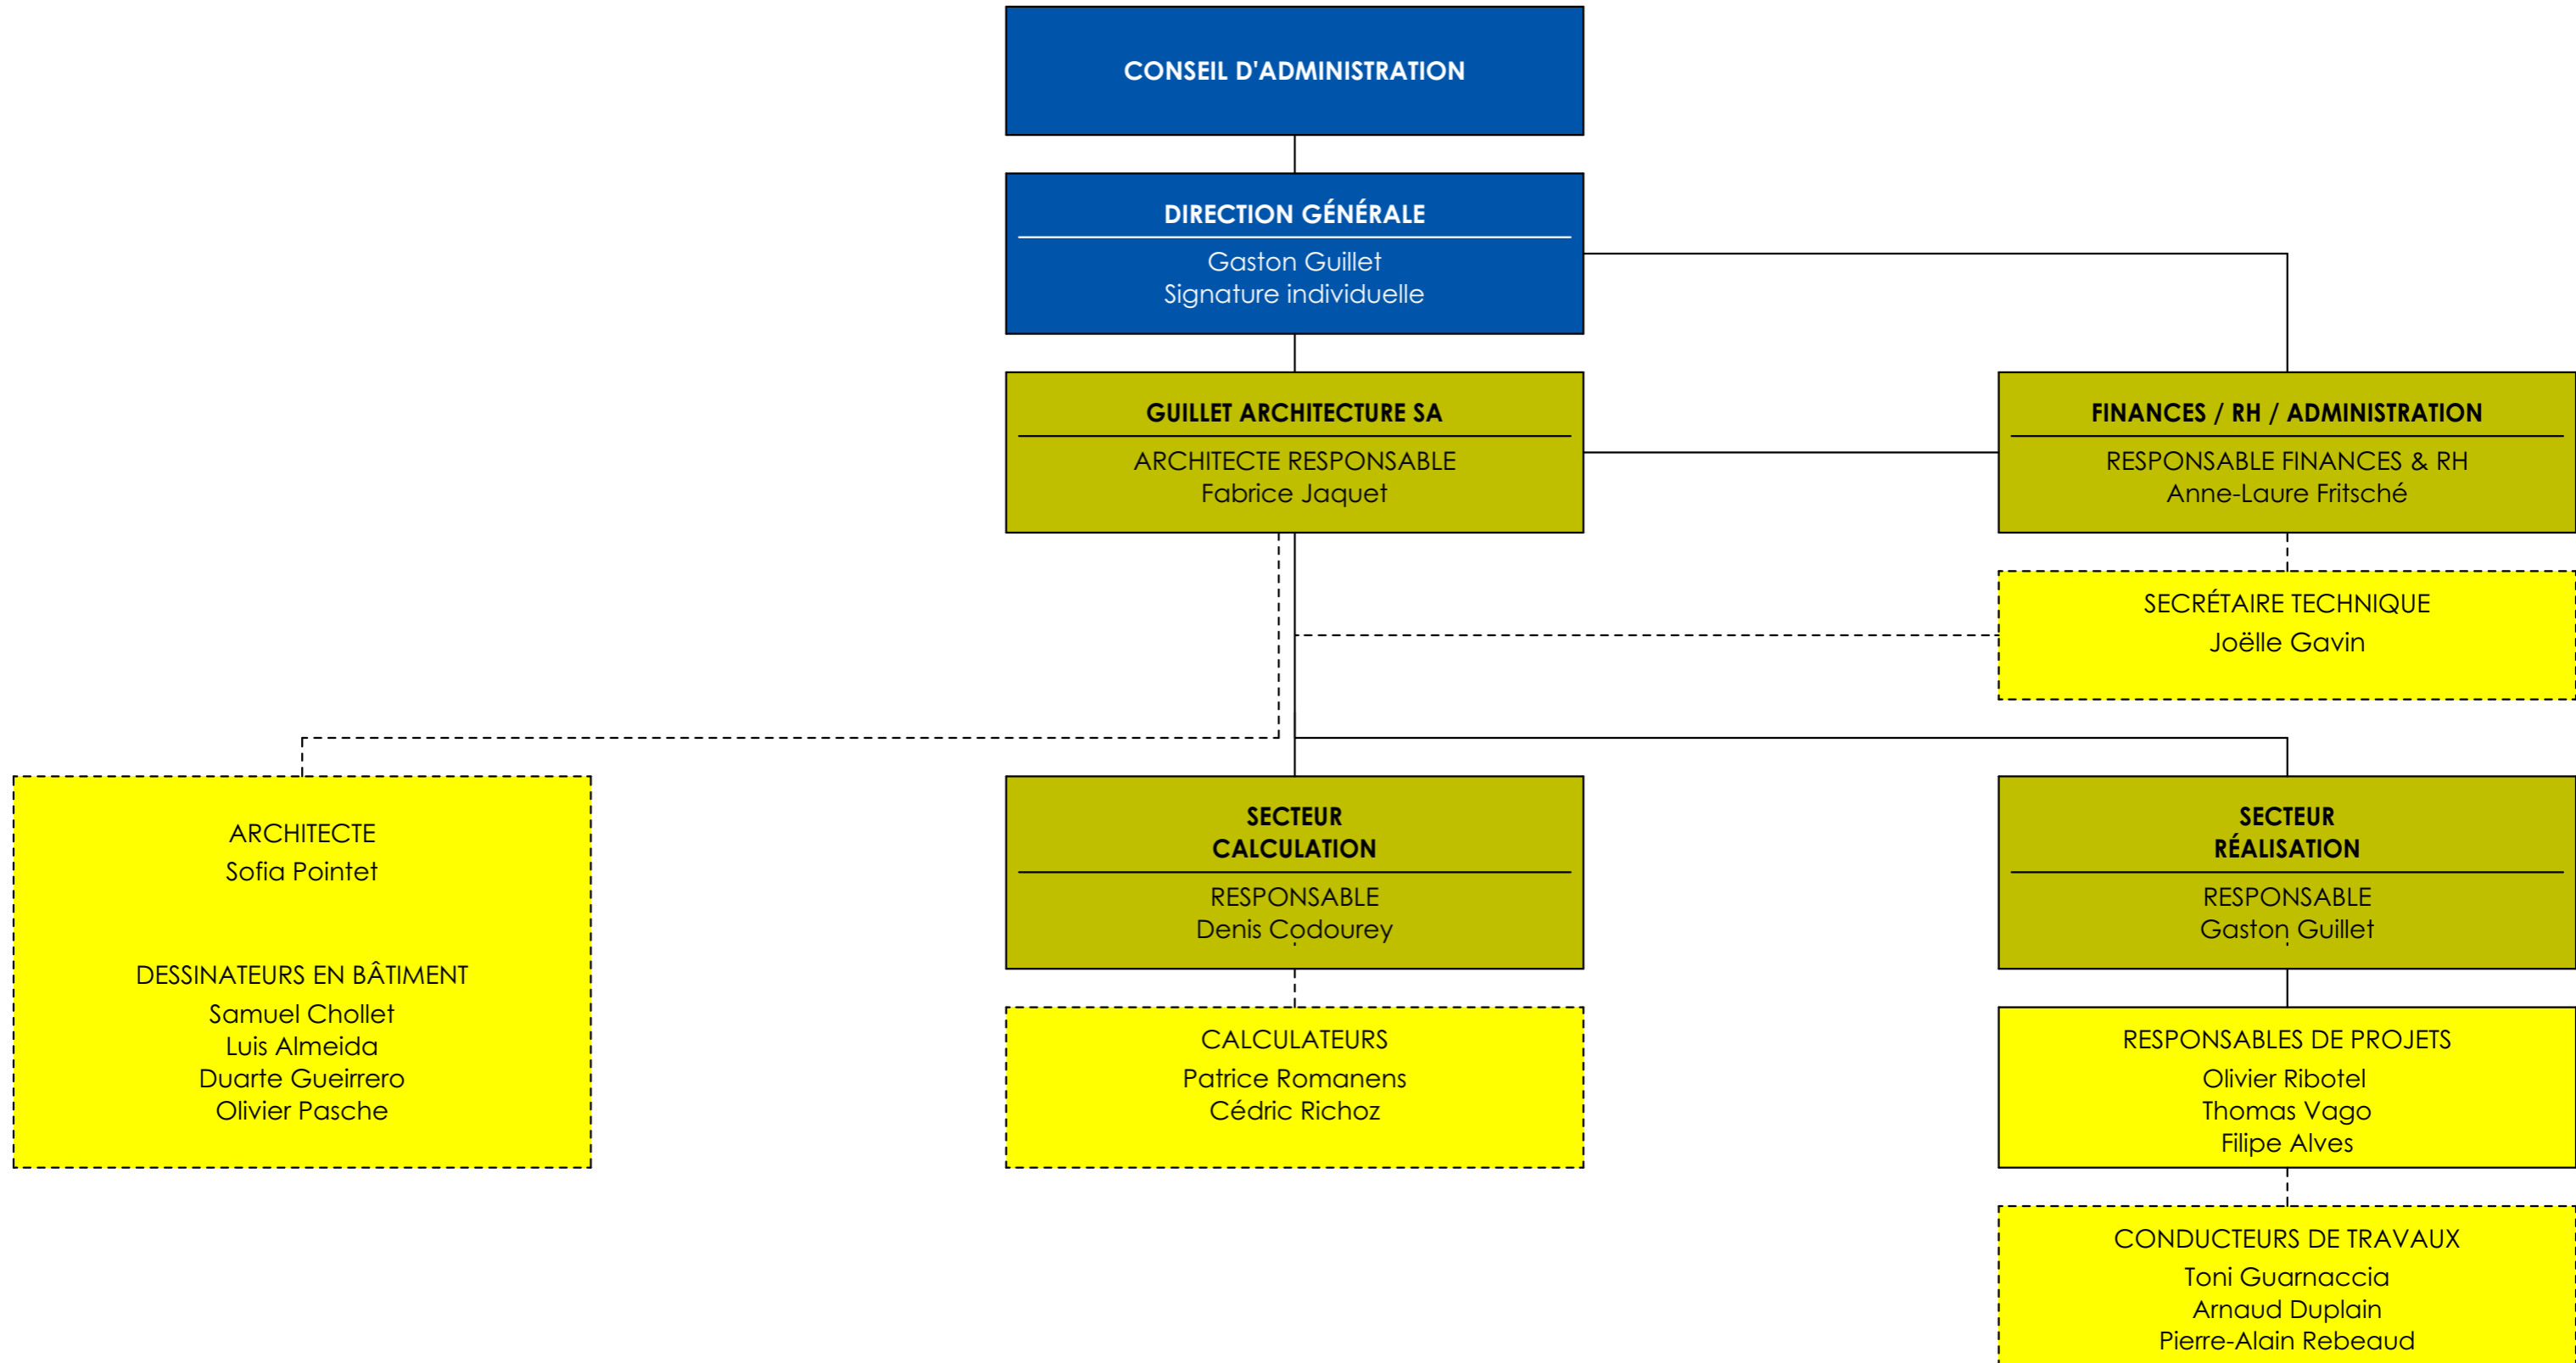 CONSEIL D'ADMINISTRATION
DIRECTION GÉNÉRALE
Gaston Guillet
Signature individuelle
GUILLET ARCHITECTURE SA
ARCHITECTE RESPONSABLE
Fabrice Jaquet
FINANCES / RH / ADMINISTRATION
RESPONSABLE FINANCES & RH
Anne-Laure Fritsché
SECRÉTAIRE TECHNIQUE
Joëlle Gavin
ARCHITECTE
Sofia Pointet
DESSINATEURS EN BÂTIMENT
Samuel Chollet
Luis Almeida
Duarte Gueirrero
Olivier Pasche
SECTEUR
CALCULATION
RESPONSABLE
Denis Codourey
CALCULATEURS
Patrice Romanens
Cédric Richoz
SECTEUR
RÉALISATION
RESPONSABLE
Gaston Guillet
RESPONSABLES DE PROJETS
Olivier Ribotel
Thomas Vago
Filipe Alves
CONDUCTEURS DE TRAVAUX
Toni Guarnaccia
Arnaud Duplain
Pierre-Alain Rebeaud